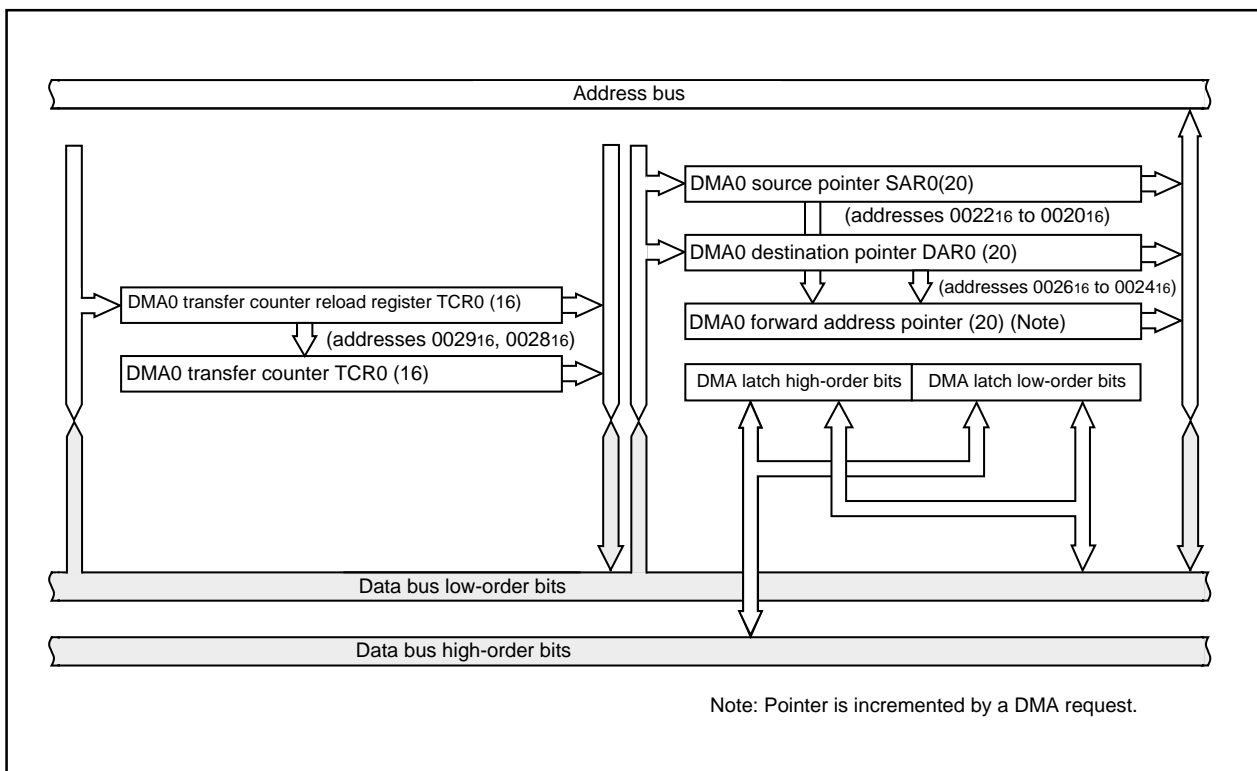 Address bus
DMA0 source pointer SAR0(20)
(addresses 002216 to 002016)
DMA0 destination pointer DAR0 (20)
(addresses 002616 to 002416)
DMA0 transfer counter reload register TCR0 (16)
DMA0 forward address pointer (20) (Note)
(addresses 002916, 002816)
DMA0 transfer counter TCR0 (16)
DMA latch high-order bits
DMA latch low-order bits
Data bus low-order bits
Data bus high-order bits
Note: Pointer is incremented by a DMA request.